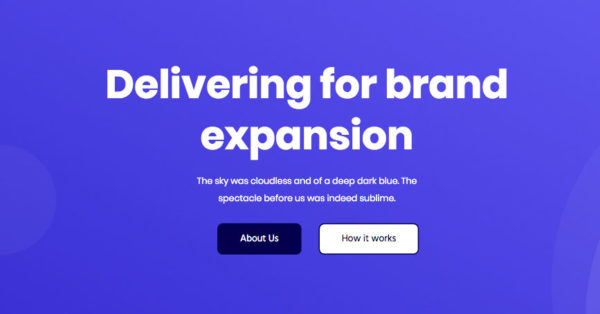 Delivering for brand
expansion
The sky was cloudless and of a deep dark blue. The
spectacle before us was indeed sublime.
About Us
How it works